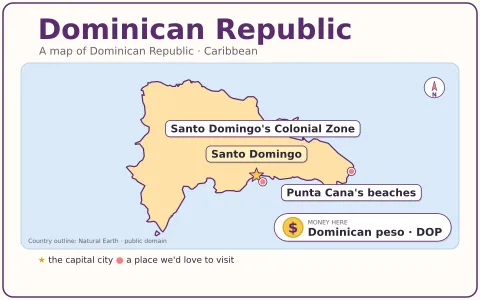 Dominican Republic
A map of Dominican Republic · Caribbean
N
Santo Domingo's Colonial Zone
Santo Domingo
Punta Cana's beaches
$
MONEY HERE
Dominican peso · DOP
Country outline: Natural Earth · public domain
★ the capital city ● a place we'd love to visit